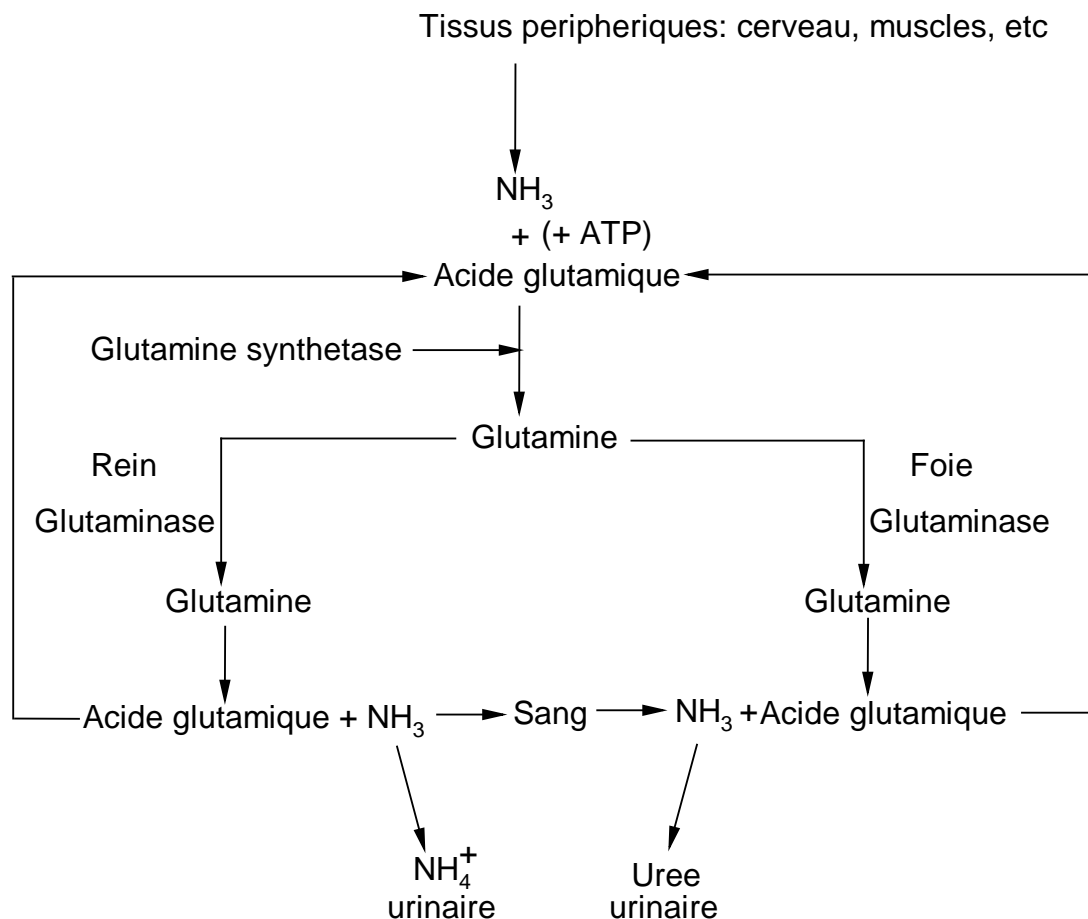 Tissus peripheriques: cerveau, muscles, etc
NH3
+ (+ ATP)
Acide glutamique
Glutamine synthetase
Glutamine
Rein
Foie
Glutaminase
Glutaminase
Glutamine
Glutamine
Acide glutamique + NH3
Sang
NH3 +Acide glutamique
NH4+
urinaire
Uree
urinaire